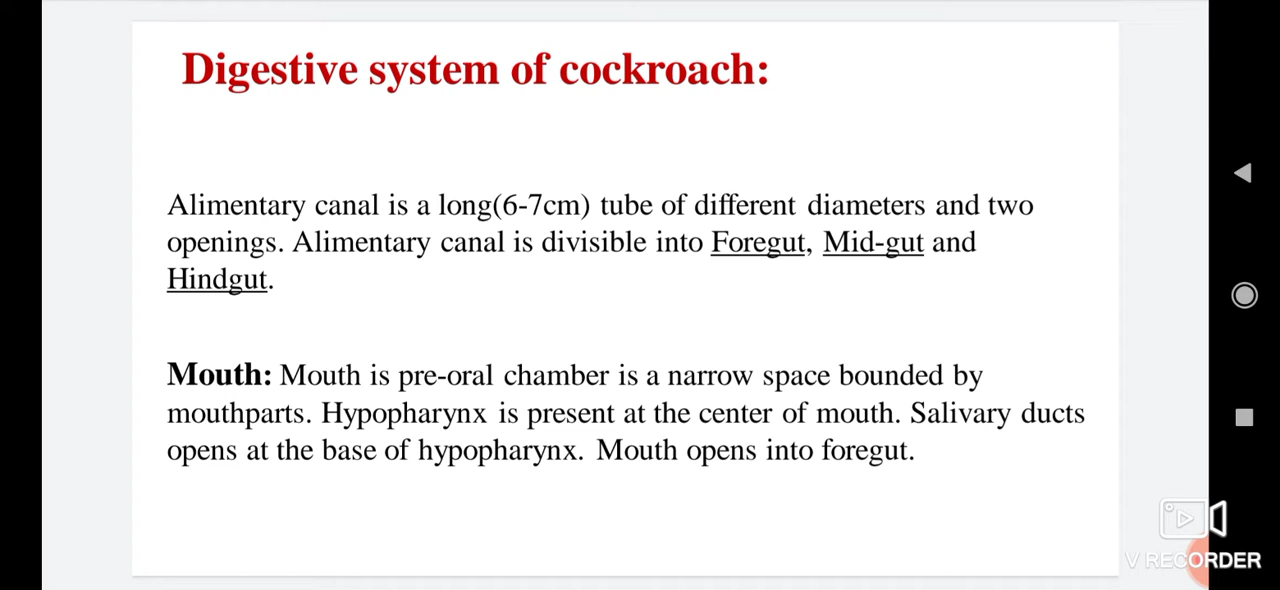 Digestive system of cockroach:
Alimentary canal is a long(6-7cm) tube of different diameters and two
openings. Alimentary canal is divisible into Foregut, Mid-gut and
Hindgut.
Mouth: Mouth is pre-oral chamber is a narrow space bounded by
mouthparts. Hypopharynx is present at the center of mouth. Salivary ducts
opens at the base of hypopharynx. Mouth opens into foregut.
V RECORDER